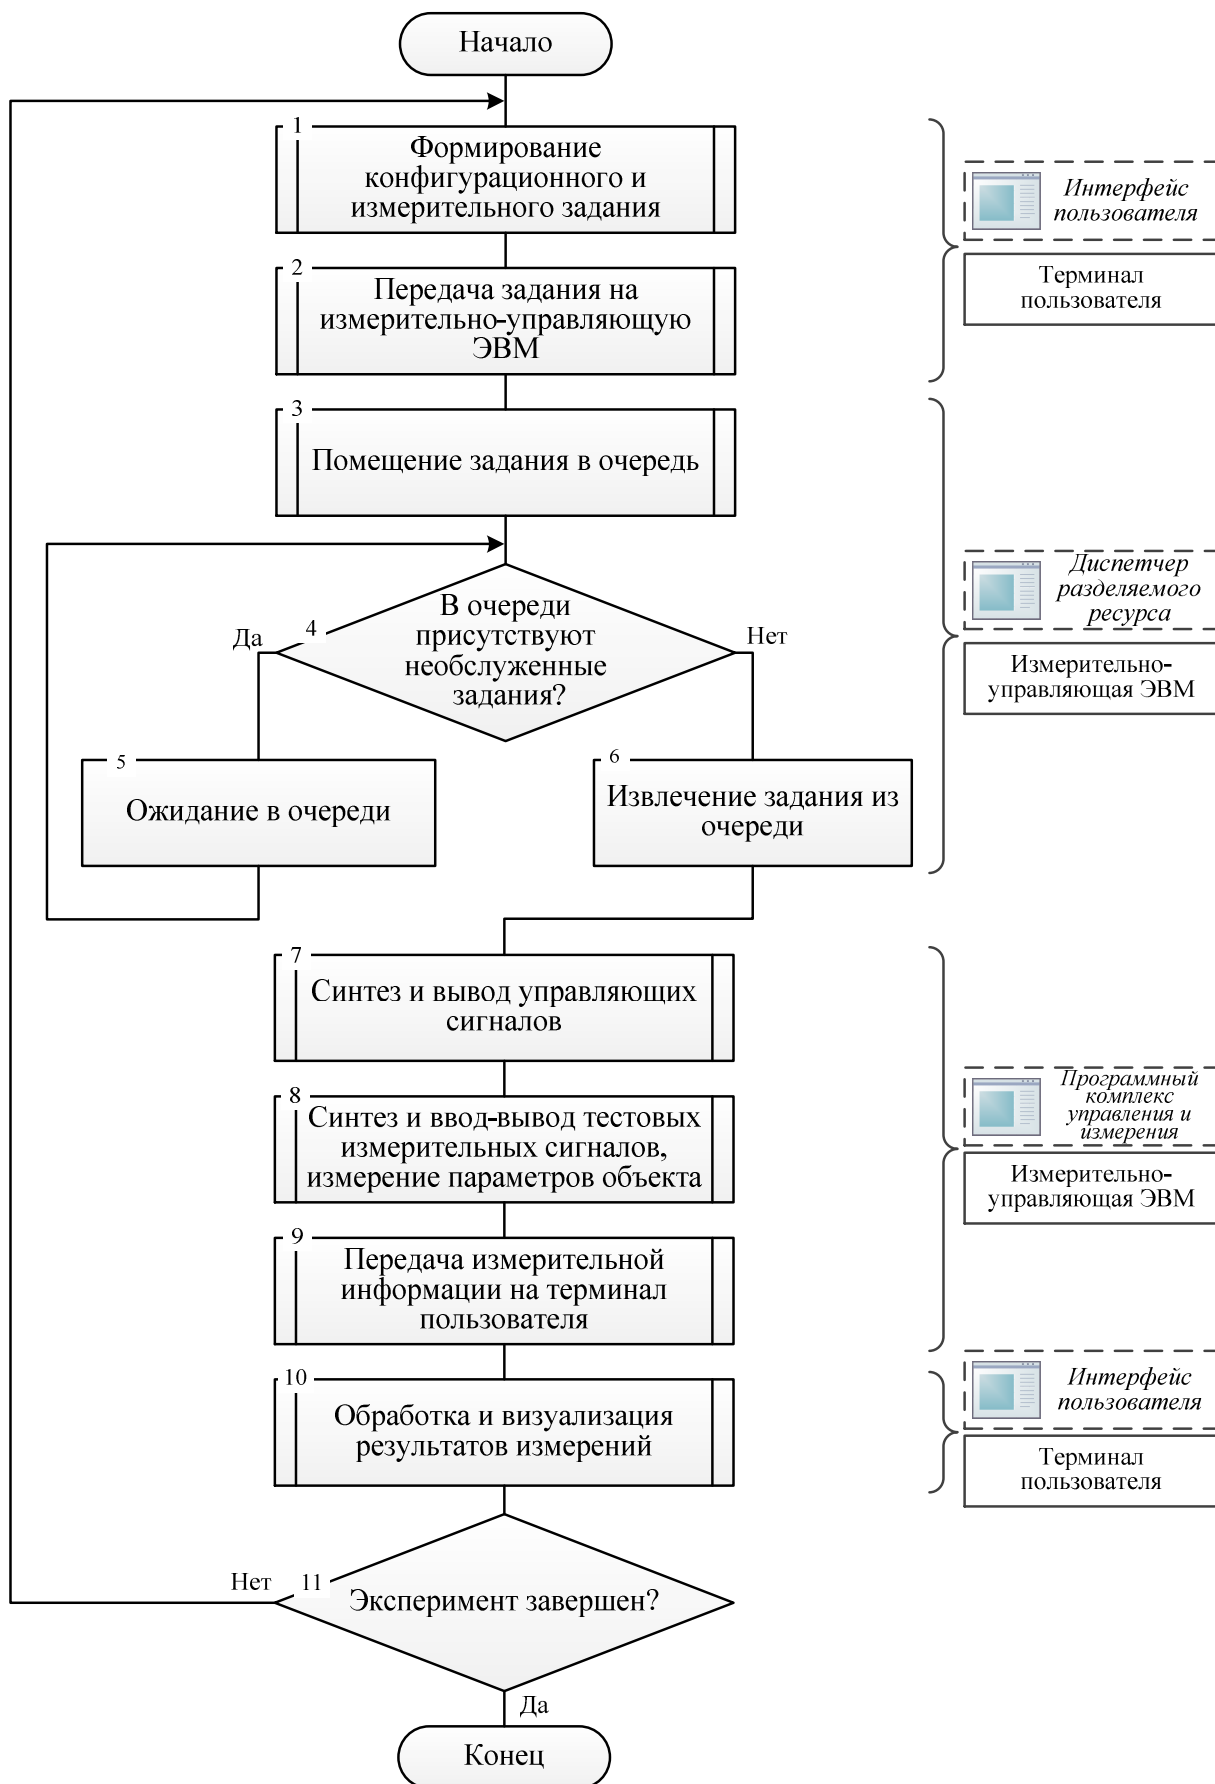 Начало
1
Формирование
конфигурационного и
измерительного задания
Интерфейс
пользователя
Терминал
пользователя
2
Передача задания на
измерительно-управляющую
ЭВМ
3
Помещение задания в очередь
4
В очереди
присутствуют
необслуженные
задания?
Да
Нет
Диспетчер
разделяемого
ресурса
Измерительно-
управляющая ЭВМ
5
Ожидание в очереди
6
Извлечение задания из
очереди
7
Синтез и вывод управляющих
сигналов
8
Синтез и ввод-вывод тестовых
измерительных сигналов,
измерение параметров объекта
Программный
комплекс
управления и
измерения
Измерительно-
управляющая ЭВМ
9
Передача измерительной
информации на терминал
пользователя
10
Обработка и визуализация
результатов измерений
Интерфейс
пользователя
Терминал
пользователя
Нет
11
Эксперимент завершен?
Да
Конец